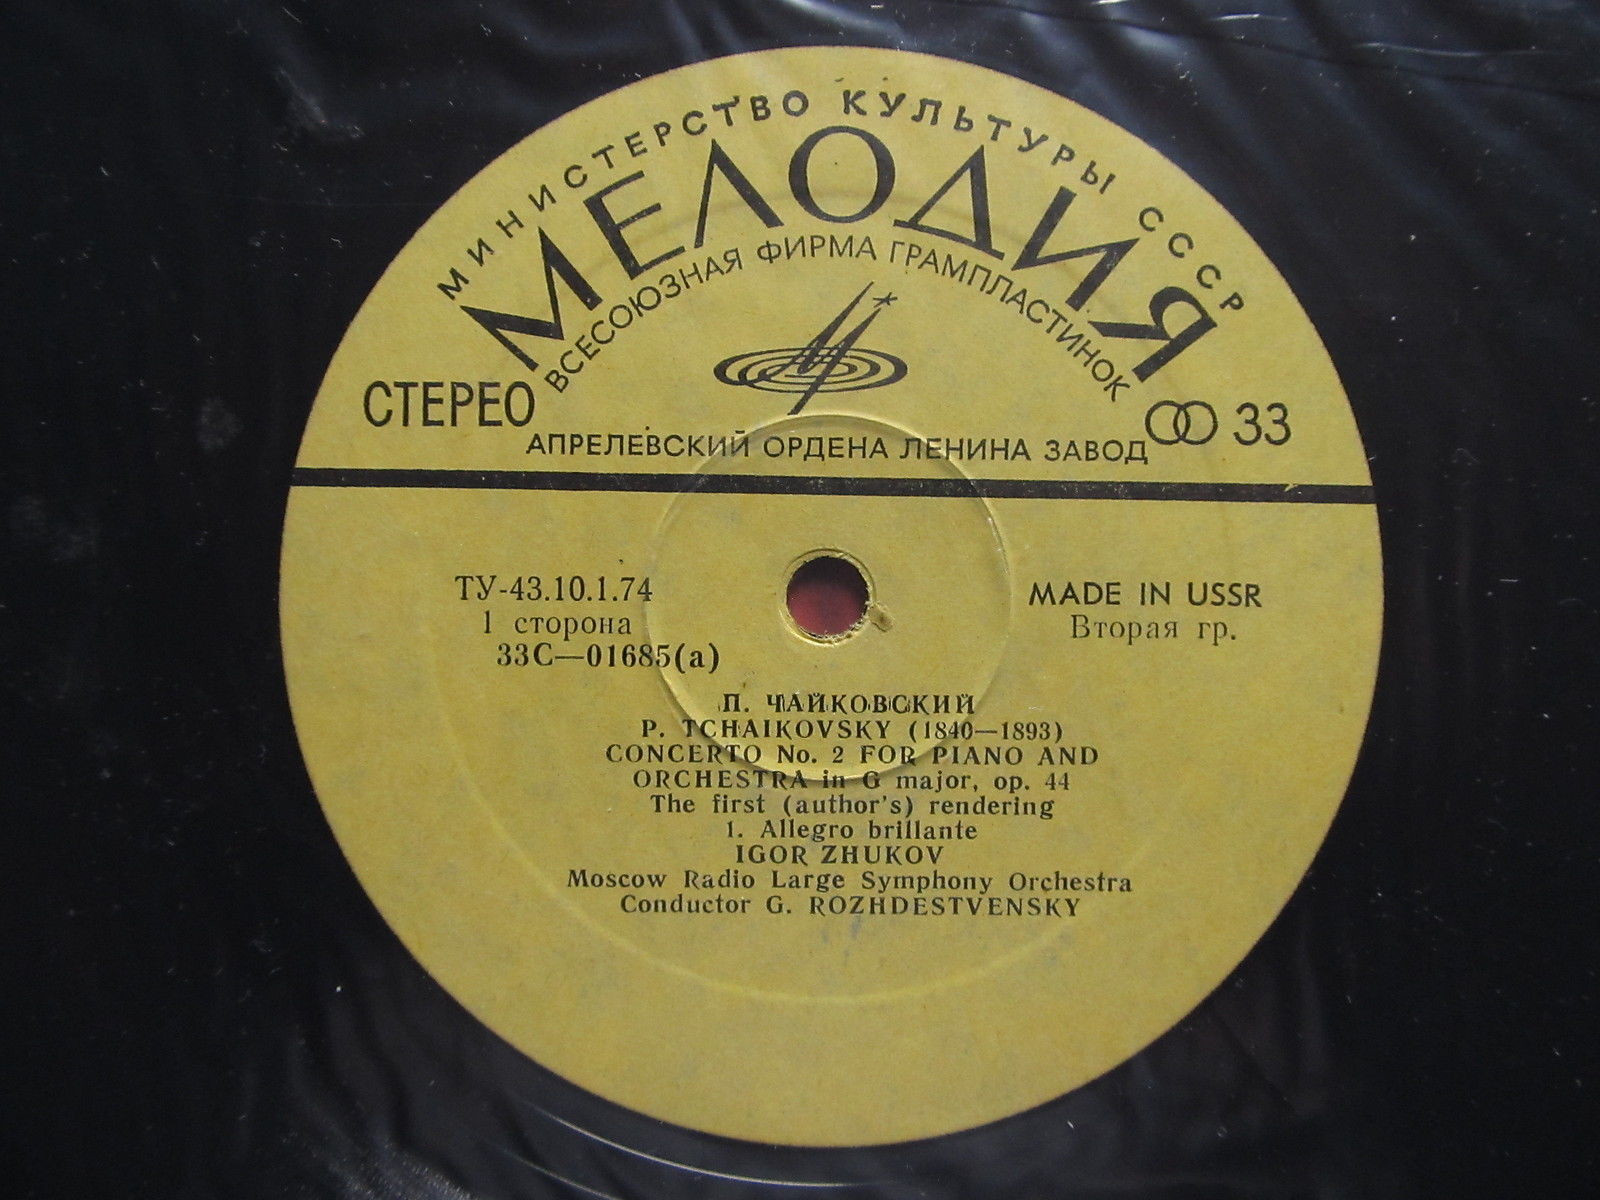 МИНИСТЕРСТВО КУЛЬТУРЫ СССР
МЕЛОДИЯ
ВСЕСОЮЗНАЯ ФИРМА ГРАМПЛАСТИНОК
СТЕРЕО
33
АПРЕЛЕВСКИЙ ОРДЕНА ЛЕНИНА ЗАВОД
ТУ-43.10.1.74
1 сторона
33С—01685(а)
MADE IN USSR
Вторая гр.
П. ЧАЙКОВСКИЙ
P. TCHAIKOVSKY (1840—1893)
CONCERTO No. 2 FOR PIANO AND
ORCHESTRA in G major, op. 44
The first (author's) rendering
1. Allegro brillante
IGOR ZHUKOV
Moscow Radio Large Symphony Orchestra
Conductor G. ROZHDESTVENSKY